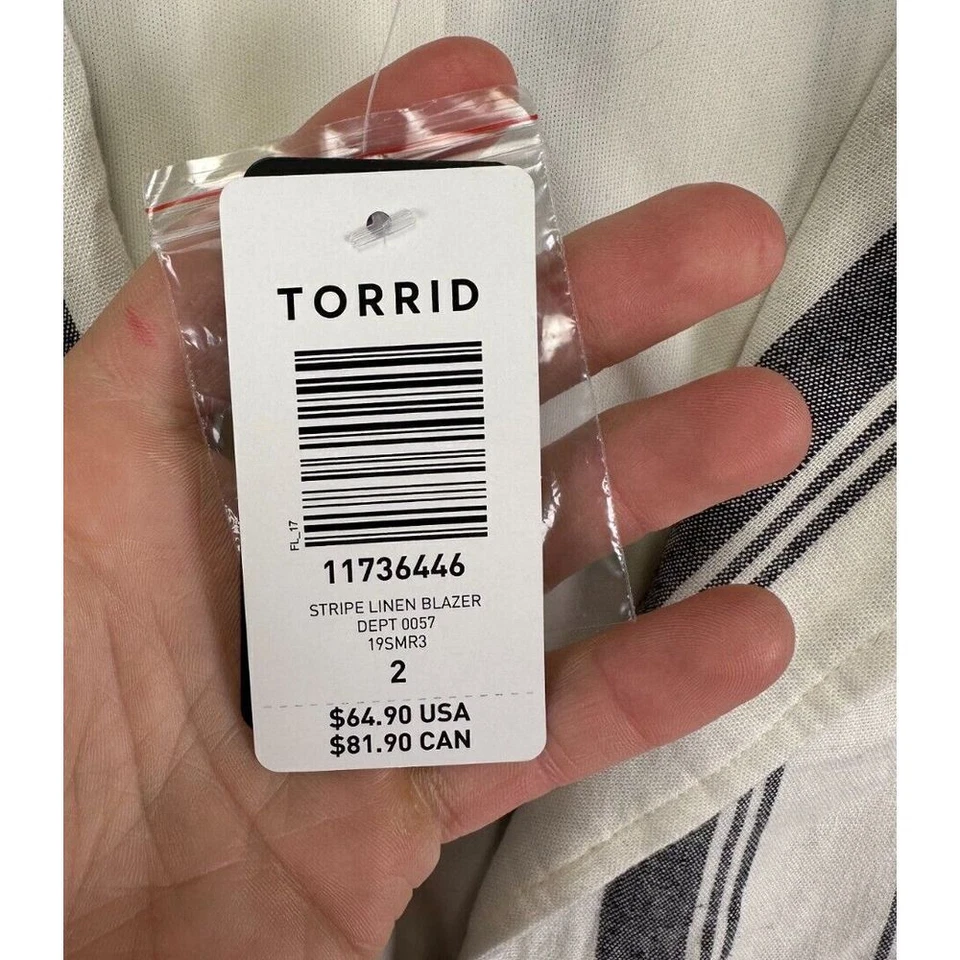 TORRID
FL_17
11736446
STRIPE LINEN BLAZER
DEPT 0057
19SMR3
2
$64.90 USA
$81.90 CAN